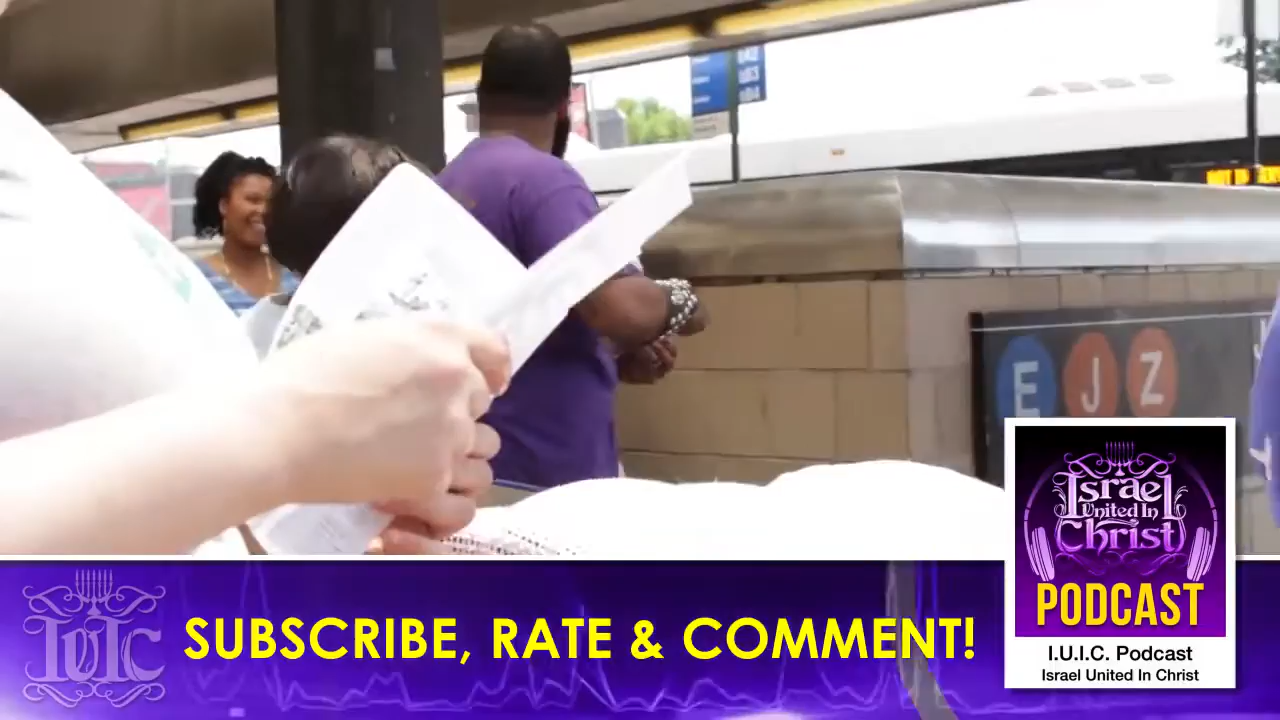 E J Z
Israel
United In
Christ
PODCAST
I.U.I.C. Podcast
Israel United In Christ
IUIC
SUBSCRIBE, RATE & COMMENT!